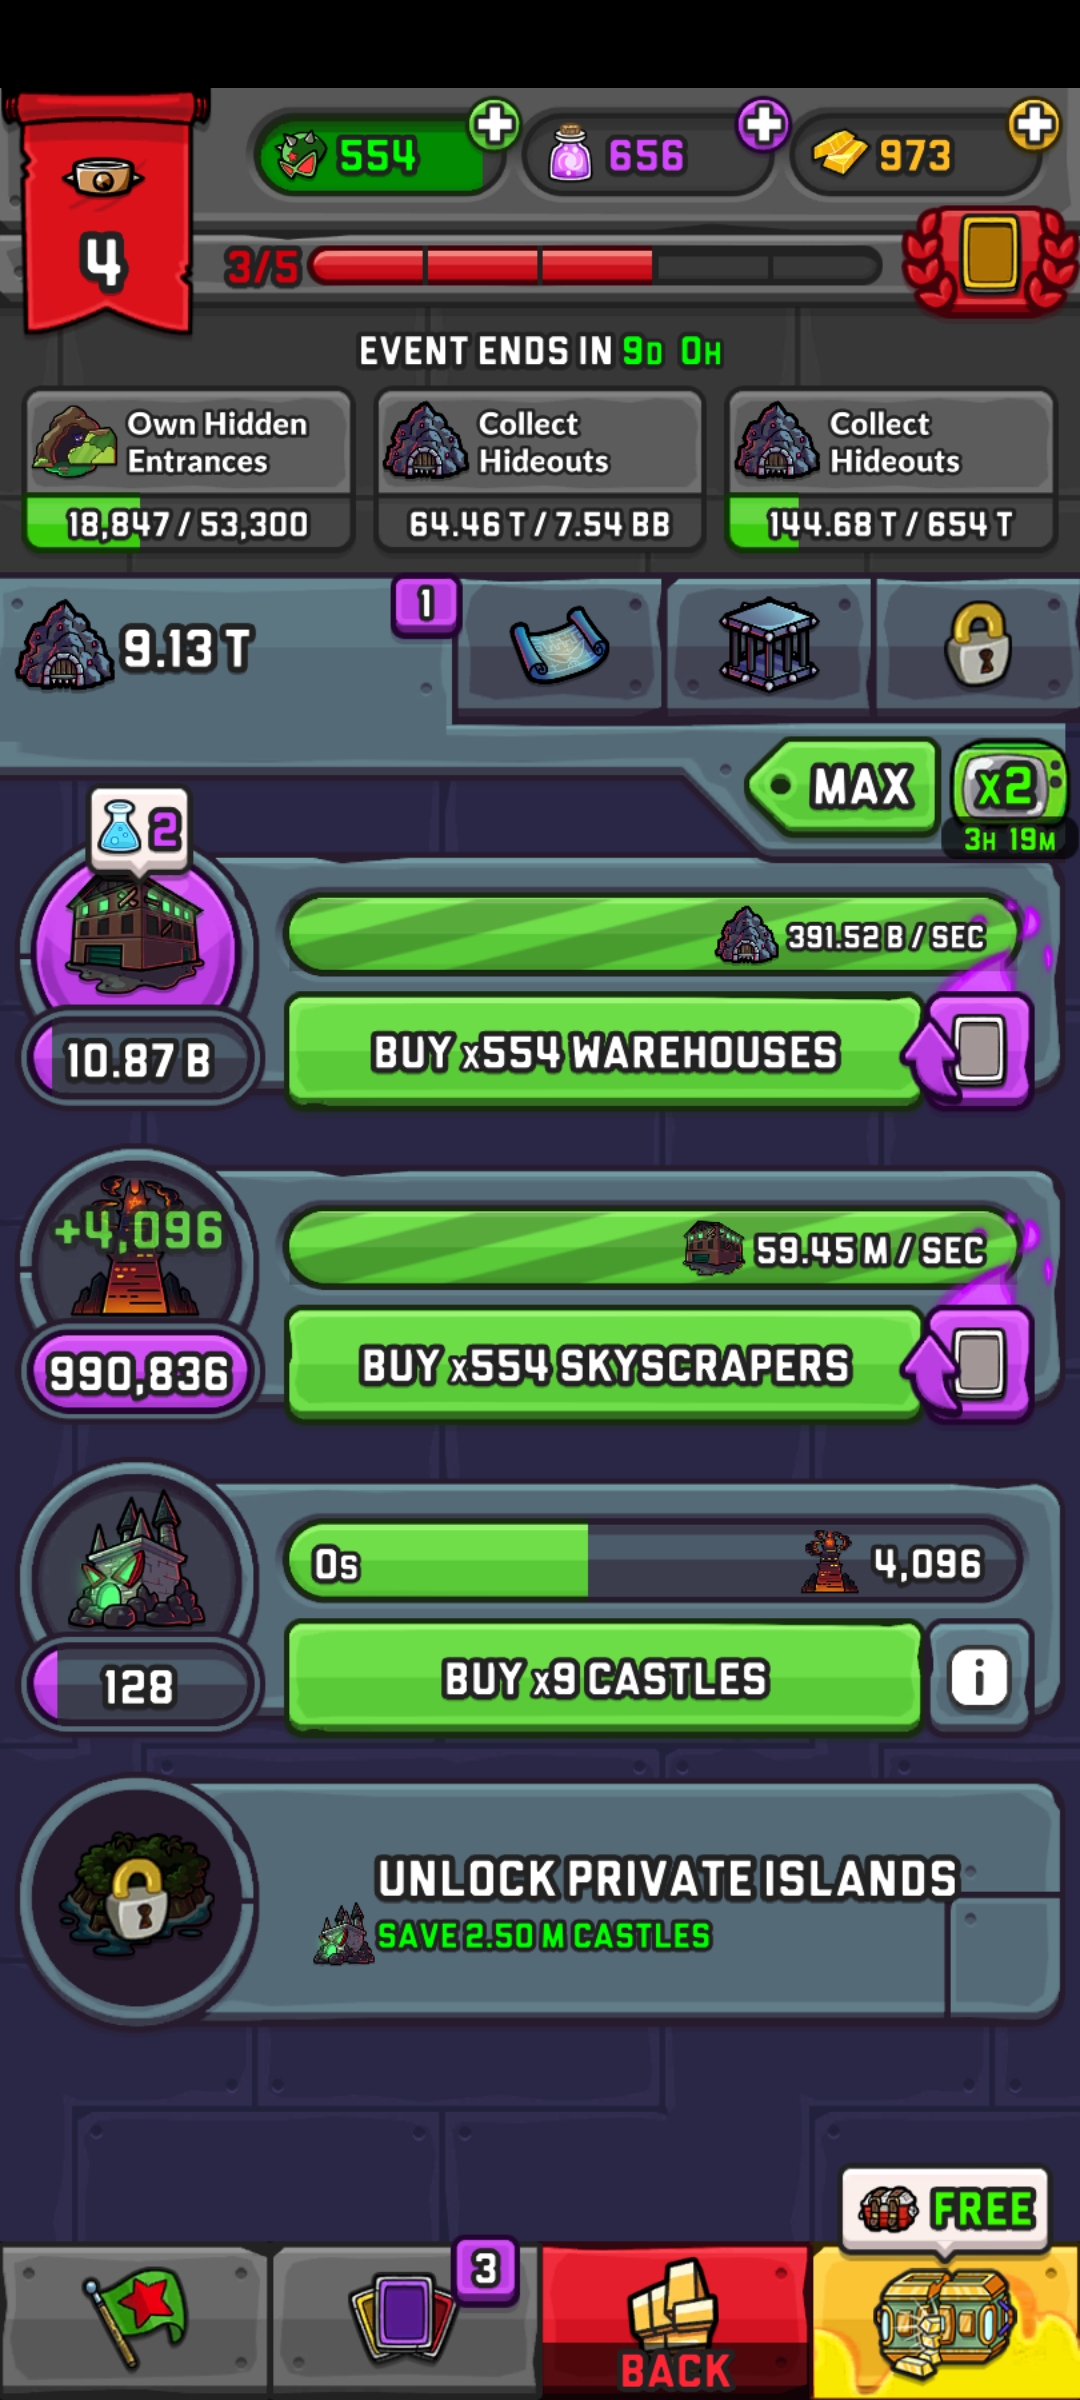 554
656
973
4
3/5
EVENT ENDS IN 9D 0H
Own Hidden
Entrances
18,847 / 53,300
Collect
Hideouts
64.46 T / 7.54 BB
Collect
Hideouts
144.68 T / 654 T
9.13 T
1
MAX
x2
3H 19M
2
391.52 B / SEC
10.87 B
BUY x554 WAREHOUSES
+4,096
59.45 M / SEC
990,836
BUY x554 SKYSCRAPERS
0s
4,096
128
BUY x9 CASTLES
i
UNLOCK PRIVATE ISLANDS
SAVE 2.50 M CASTLES
FREE
3
BACK